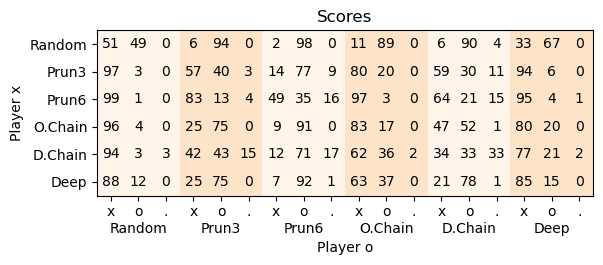 Scores
Random 51 49 0 6 94 0 2 98 0 11 89 0 6 90 4 33 67 0
Prun3 97 3 0 57 40 3 14 77 9 80 20 0 59 30 11 94 6 0
Prun6 99 1 0 83 13 4 49 35 16 97 3 0 64 21 15 95 4 1
O.Chain 96 4 0 25 75 0 9 91 0 83 17 0 47 52 1 80 20 0
D.Chain 94 3 3 42 43 15 12 71 17 62 36 2 34 33 33 77 21 2
Deep 88 12 0 25 75 0 7 92 1 63 37 0 21 78 1 85 15 0
Player x
x o . x o . x o . x o . x o . x o .
Random Prun3 Prun6 O.Chain D.Chain Deep
Player o